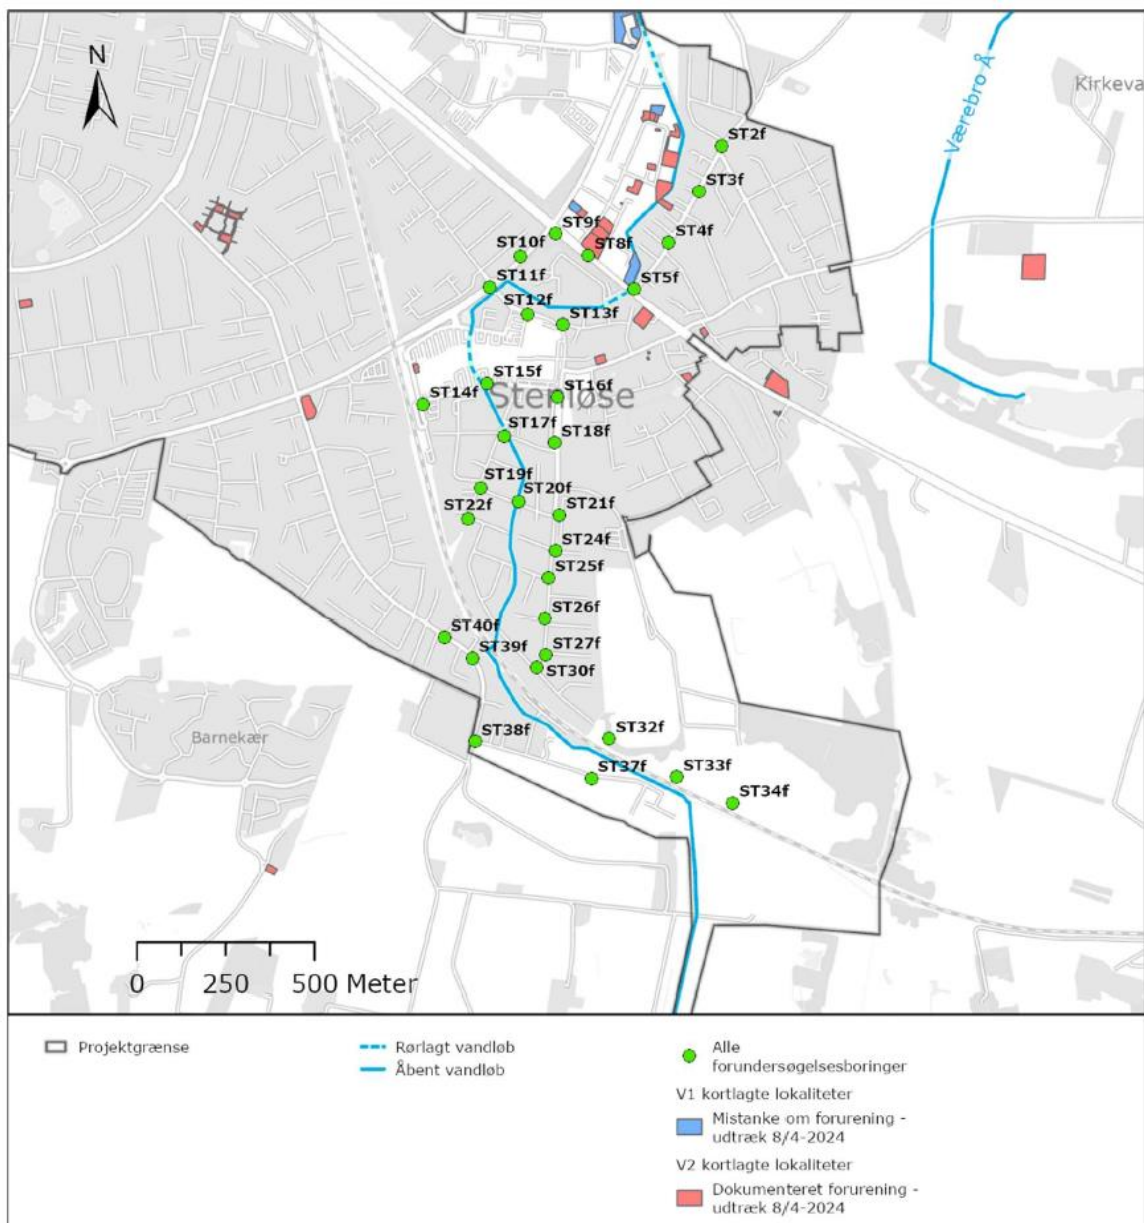 N
Kirkeva
Værebro Å
ST2f
ST3f
ST9f
ST4f
ST10f
ST8f
ST11f
ST5f
ST12f
ST13f
ST15f
ST14f
ST16f
Stenløse
ST17f
ST18f
ST19f
ST20f
ST22f
ST21f
ST24f
ST25f
ST26f
ST40f
ST39f
ST27f
ST30f
Barnekær
ST38f
ST32f
ST37f
ST33f
ST34f
0 250 500 Meter
Projektgrænse
Rørlagt vandløb
Åbent vandløb
Alle
forundersøgelsesboringer
V1 kortlagte lokaliteter
Mistanke om forurening -
udtræk 8/4-2024
V2 kortlagte lokaliteter
Dokumenteret forurening -
udtræk 8/4-2024